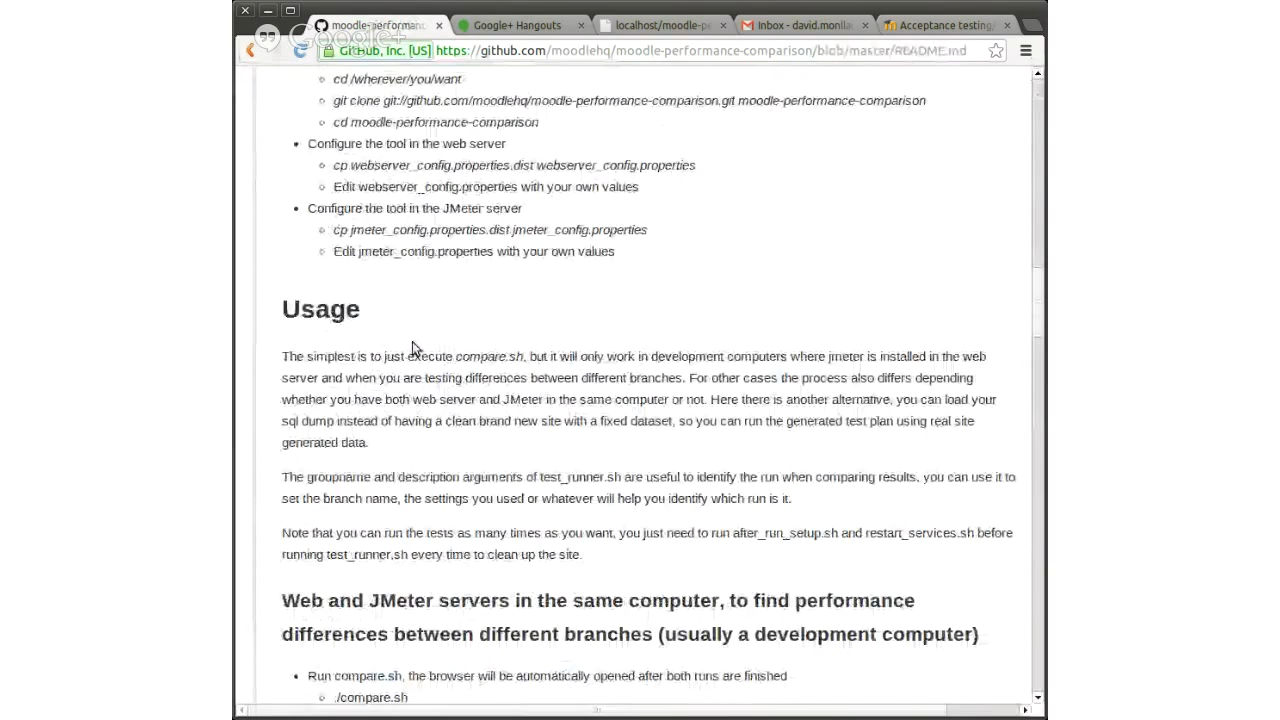 moodle-performan
Google+ Hangouts
localhost/moodle-pe
Inbox - david.monlla
Acceptance testing
Google+
GitHub, Inc. [US] https://github.com/moodlehq/moodle-performance-comparison/blob/master/README.md
cd /wherever/you/want
git clone git://github.com/moodlehq/moodle-performance-comparison.git moodle-performance-comparison
cd moodle-performance-comparison
Configure the tool in the web server
cp webserver_config.properties.dist webserver_config.properties
Edit webserver_config.properties with your own values
Configure the tool in the JMeter server
cp jmeter_config.properties.dist jmeter_config.properties
Edit jmeter_config.properties with your own values
Usage
The simplest is to just execute compare.sh, but it will only work in development computers where jmeter is installed in the web
server and when you are testing differences between different branches. For other cases the process also differs depending
whether you have both web server and JMeter in the same computer or not. Here there is another alternative, you can load your
sql dump instead of having a clean brand new site with a fixed dataset, so you can run the generated test plan using real site
generated data.
The groupname and description arguments of test_runner.sh are useful to identify the run when comparing results, you can use it to
set the branch name, the settings you used or whatever will help you identify which run is it.
Note that you can run the tests as many times as you want, you just need to run after_run_setup.sh and restart_services.sh before
running test_runner.sh every time to clean up the site.
Web and JMeter servers in the same computer, to find performance
differences between different branches (usually a development computer)
Run compare.sh, the browser will be automatically opened after both runs are finished
./compare.sh